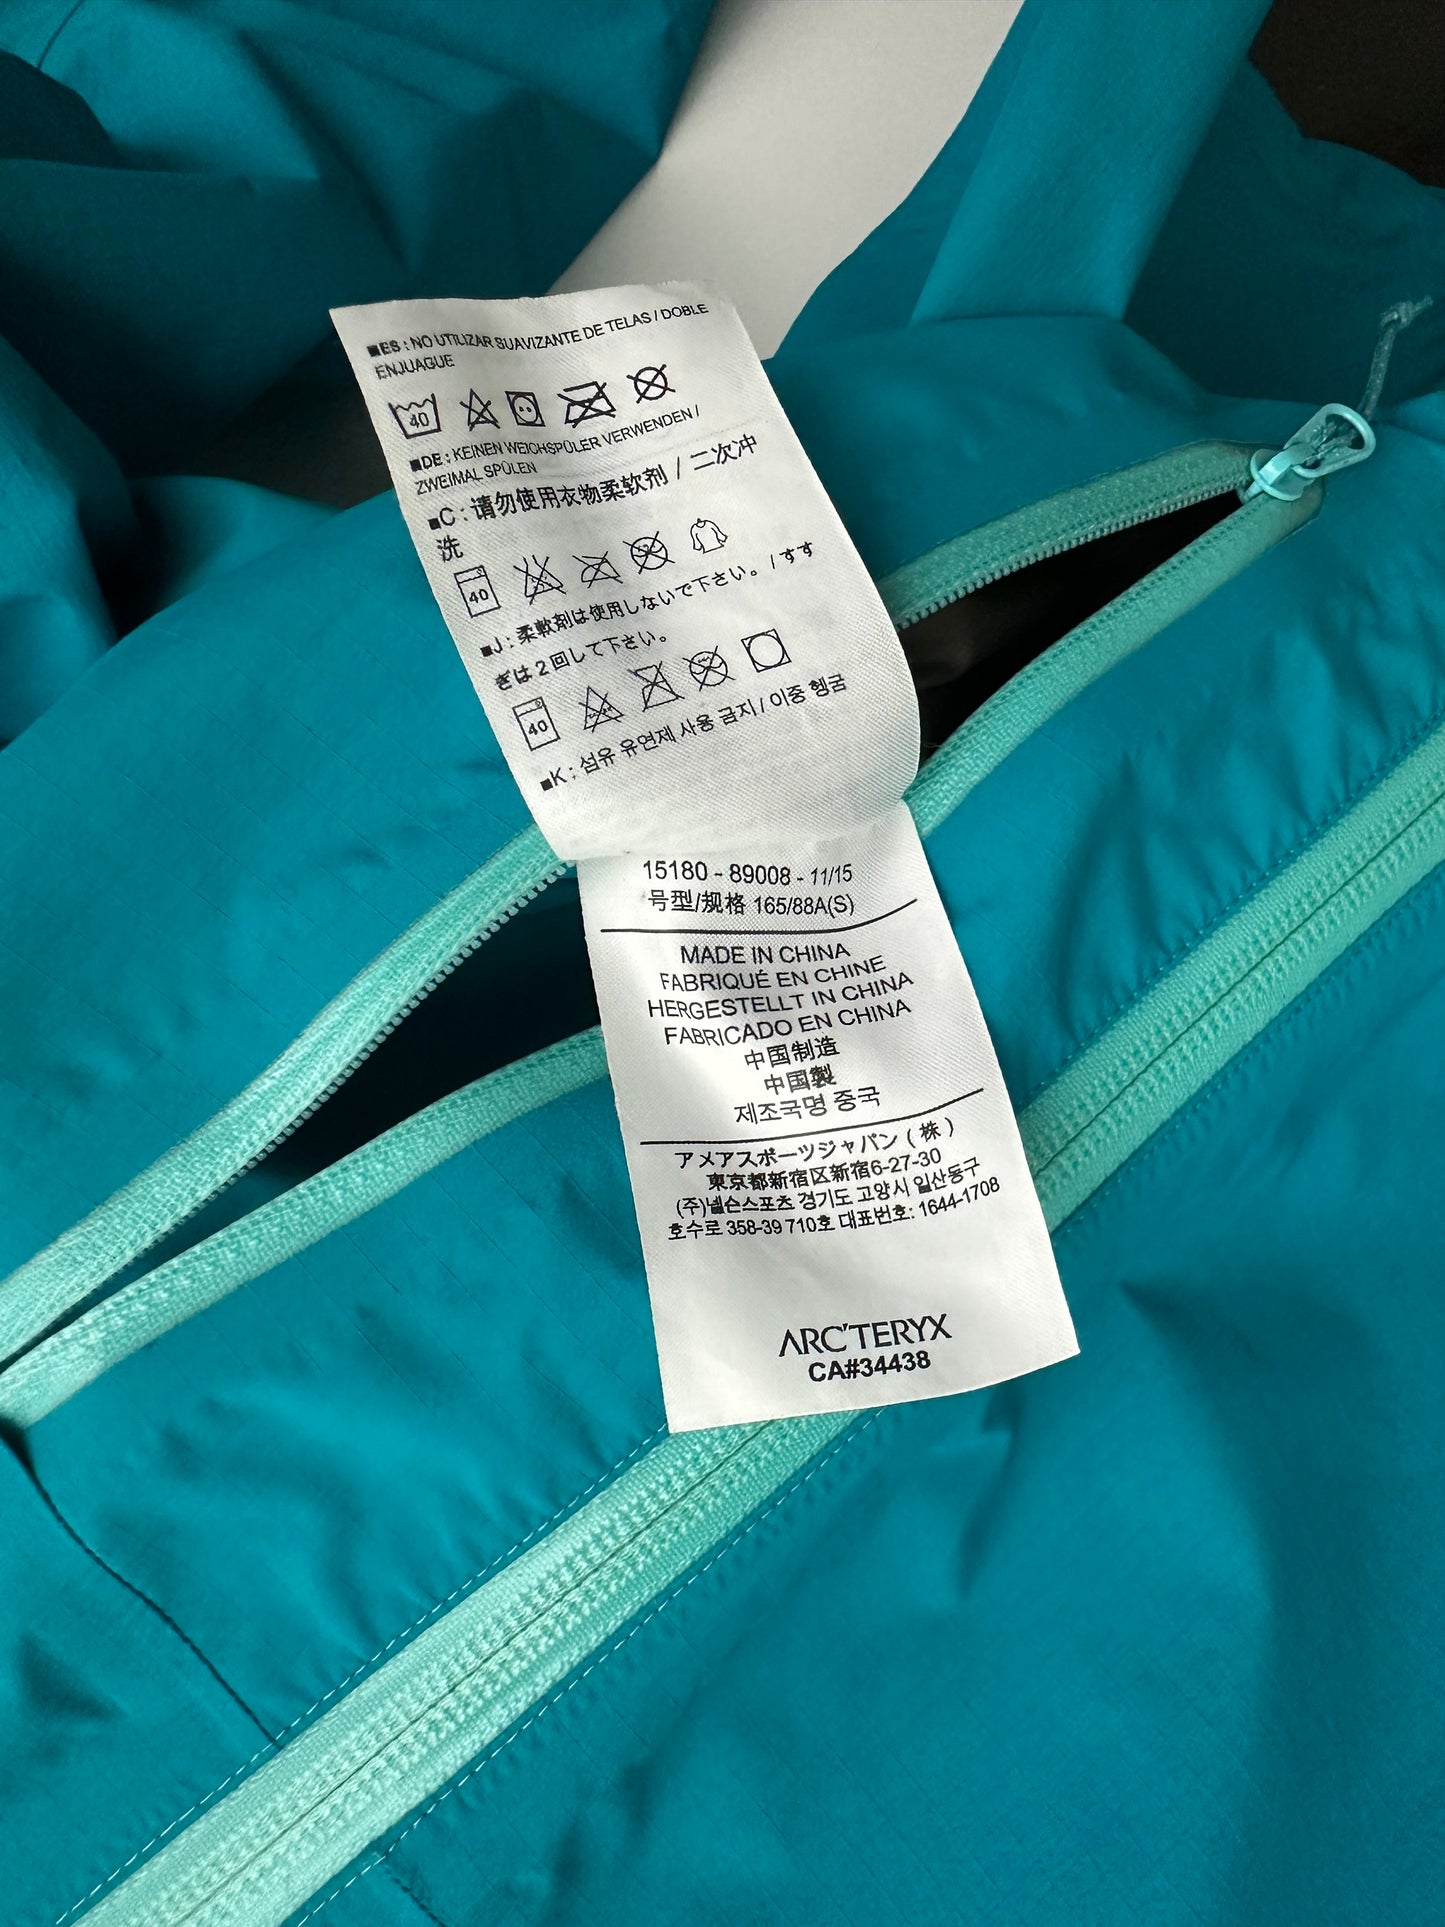 ■ES : NO UTILIZAR SUAVIZANTE DE TELAS / DOBLE
ENJUAGUE
40
■DE : KEINEN WEICHSPÜLER VERWENDEN /
ZWEIMAL SPÜLEN
■C : 请勿使用衣物柔软剂 / 二次冲
洗
40
■J : 柔軟剤は使用しないで下さい。/ すす
ぎは2回して下さい。
40
■K : 섬유 유연제 사용 금지 / 이중 헹굼
15180 - 89008 - 11/15
号型/规格 165/88A(S)
MADE IN CHINA
FABRIQUÉ EN CHINE
HERGESTELLT IN CHINA
FABRICADO EN CHINA
中国制造
中国製
제조국명 중국
アメアスポーツジャパン ( 株 )
東京都新宿区新宿6-27-30
(주)넬슨스포츠 경기도 고양시 일산동구
호수로 358-39 710호 대표번호: 1644-1708
ARC'TERYX
CA#34438